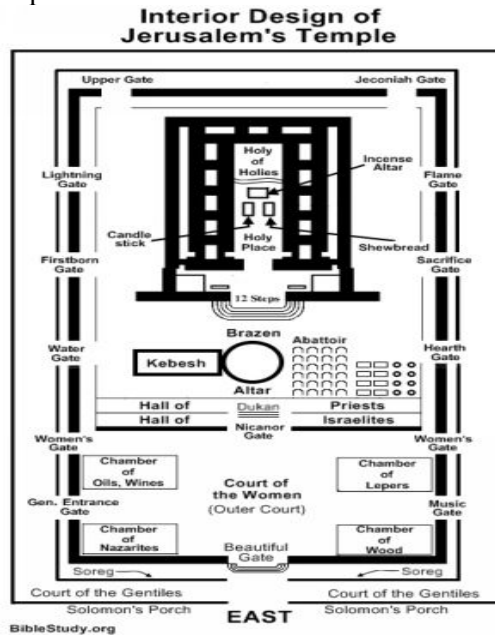 Interior Design of
Jerusalem's Temple
Upper Gate Jeconiah Gate
Holy
of
Holies
Incense
Altar
Lightning
Gate
Flame
Gate
Candle
stick
Holy
Place
Shewbread
Firstborn
Gate
Sacrifice
Gate
12 Steps
Brazen
Altar
Kebesh
Abattoir
Water
Gate
Hearth
Gate
Hall of Dukan Priests
Hall of Israelites
Nicanor
Gate
Women's
Gate
Women's
Gate
Chamber
of
Oils, Wines
Court of
the Women
(Outer Court)
Chamber
of
Lepers
Gen. Entrance
Gate
Music
Gate
Chamber
of
Nazarites
Beautiful
Gate
Chamber
of
Wood
Soreg Soreg
Court of the Gentiles Court of the Gentiles
Solomon's Porch Solomon's Porch
EAST
BibleStudy.org